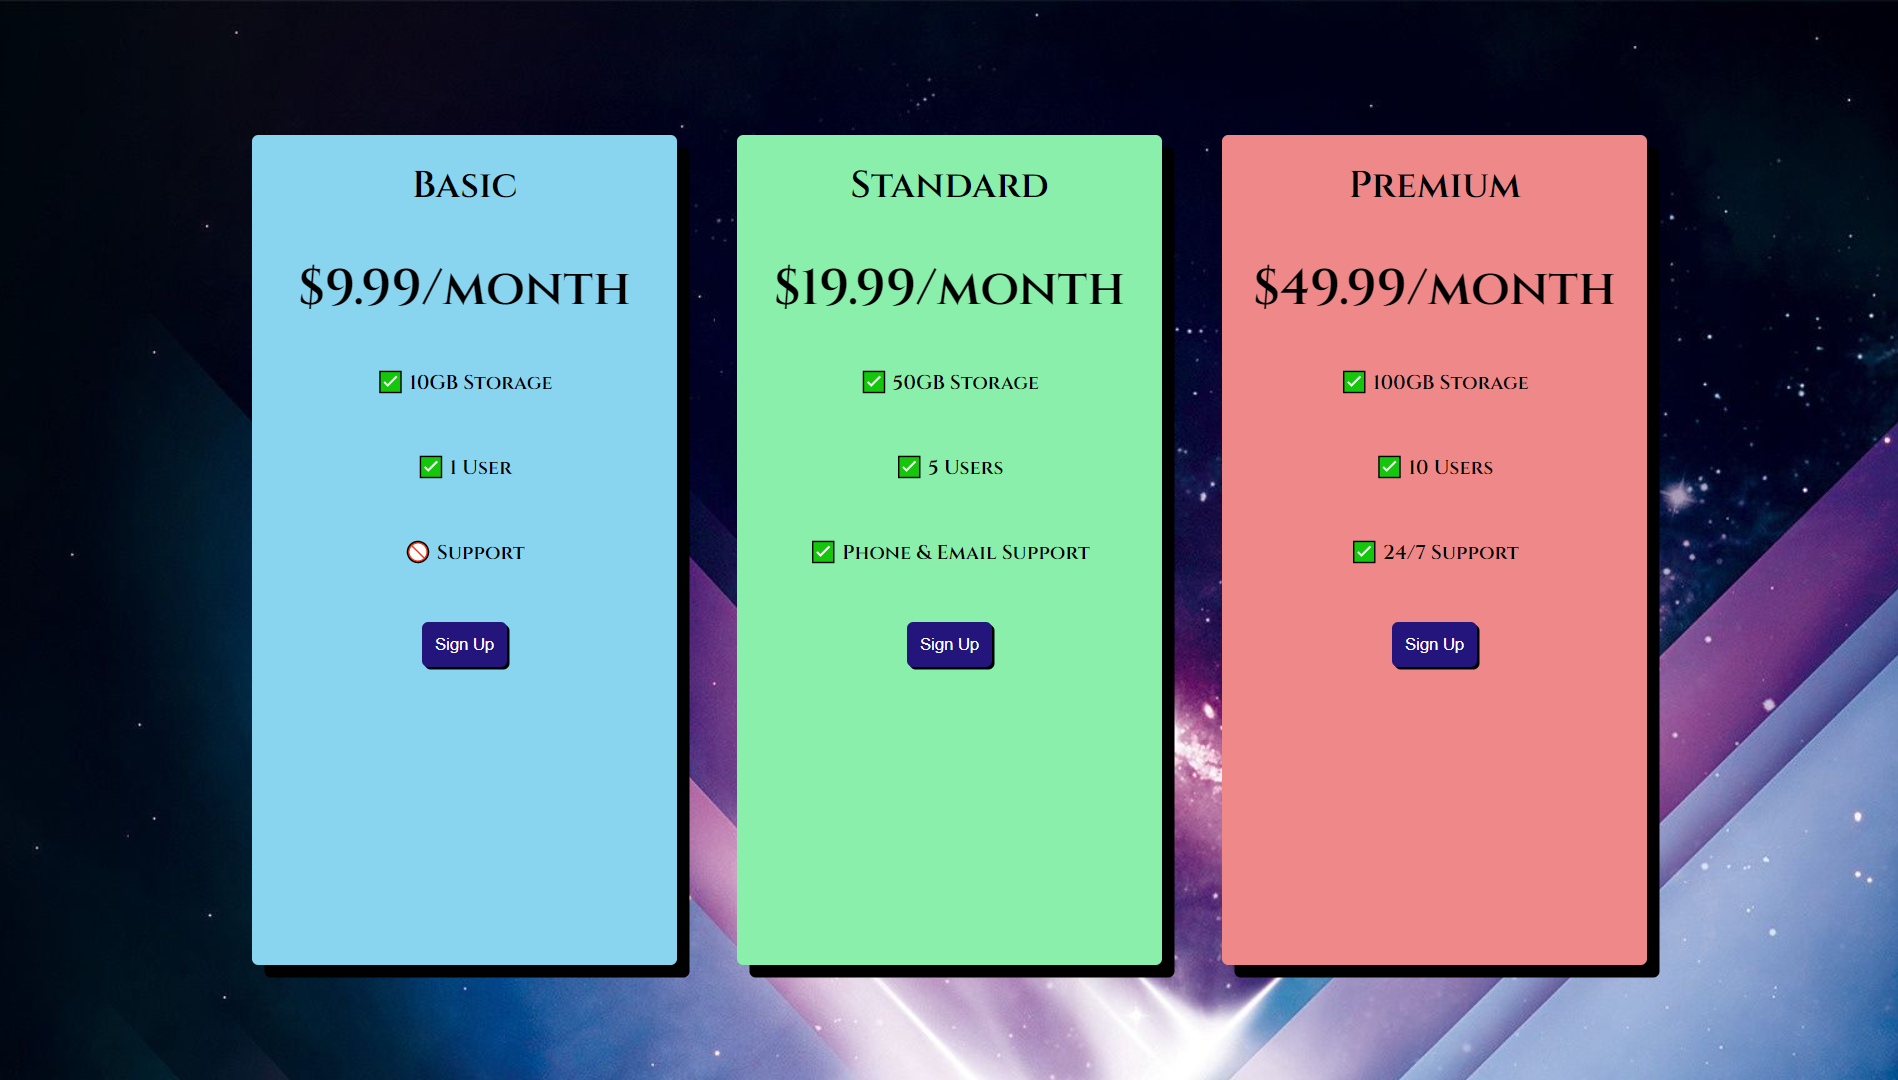 Basic
$9.99/month
✅ 10GB Storage
✅ 1 User
🚫 Support
Sign Up
Standard
$19.99/month
✅ 50GB Storage
✅ 5 Users
✅ Phone & Email Support
Sign Up
Premium
$49.99/month
✅ 100GB Storage
✅ 10 Users
✅ 24/7 Support
Sign Up